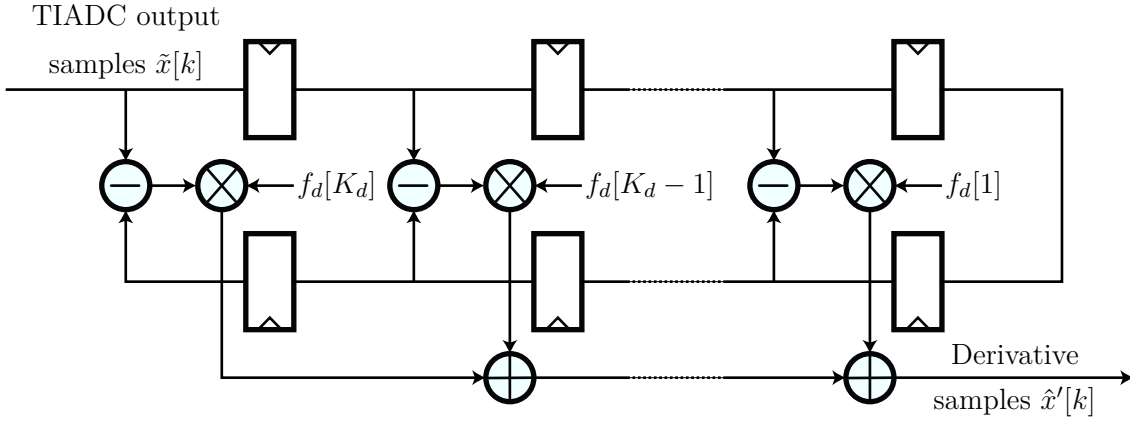 TIADC output
samples x̃[k]
f_d[K_d]
f_d[K_d − 1]
f_d[1]
Derivative
samples x̂′[k]